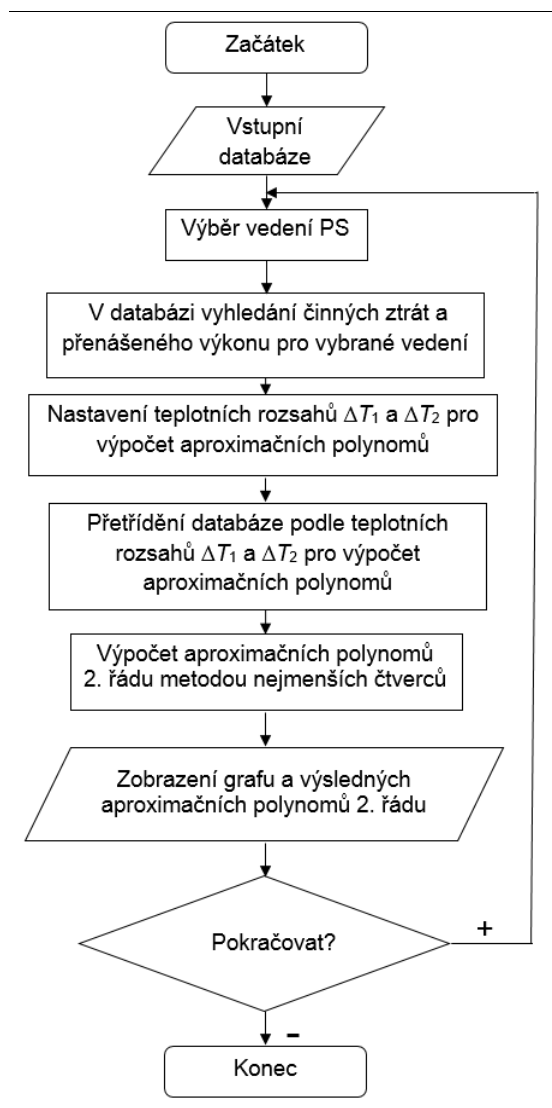 Začátek
Vstupní
databáze
Výběr vedení PS
V databázi vyhledání činných ztrát a
přenášeného výkonu pro vybrané vedení
Nastavení teplotních rozsahů ΔT₁ a ΔT₂ pro
výpočet aproximačních polynomů
Přetřídění databáze podle teplotních
rozsahů ΔT₁ a ΔT₂ pro výpočet
aproximačních polynomů
Výpočet aproximačních polynomů
2. řádu metodou nejmenších čtverců
Zobrazení grafu a výsledných
aproximačních polynomů 2. řádu
Pokračovat?
+
–
Konec